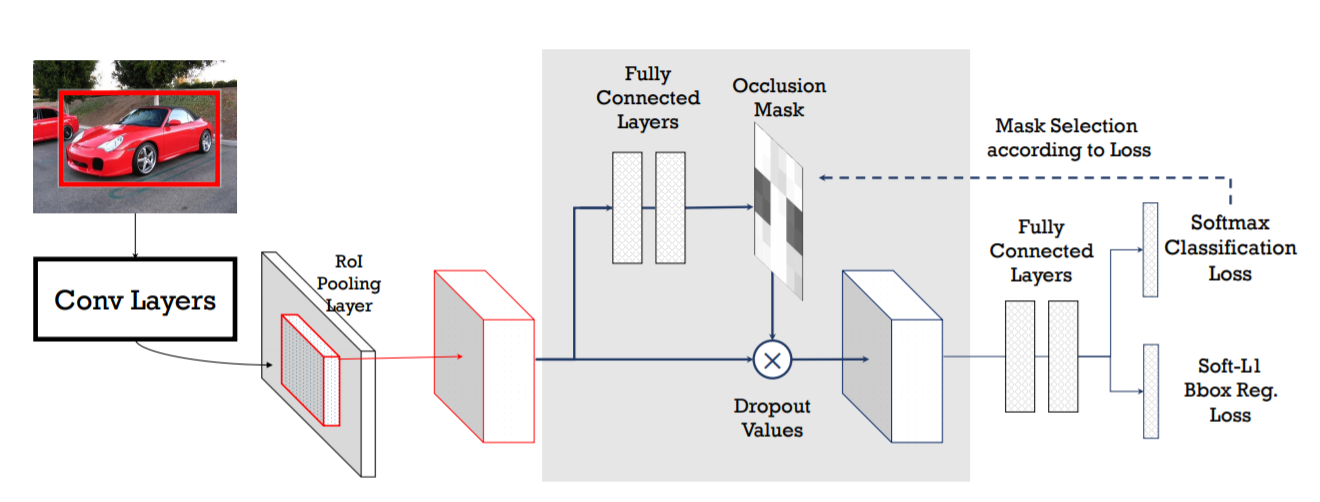 Conv Layers
RoI
Pooling
Layer
Fully
Connected
Layers
Occlusion
Mask
Dropout
Values
Mask Selection
according to Loss
Fully
Connected
Layers
Softmax
Classification
Loss
Soft-L1
Bbox Reg.
Loss